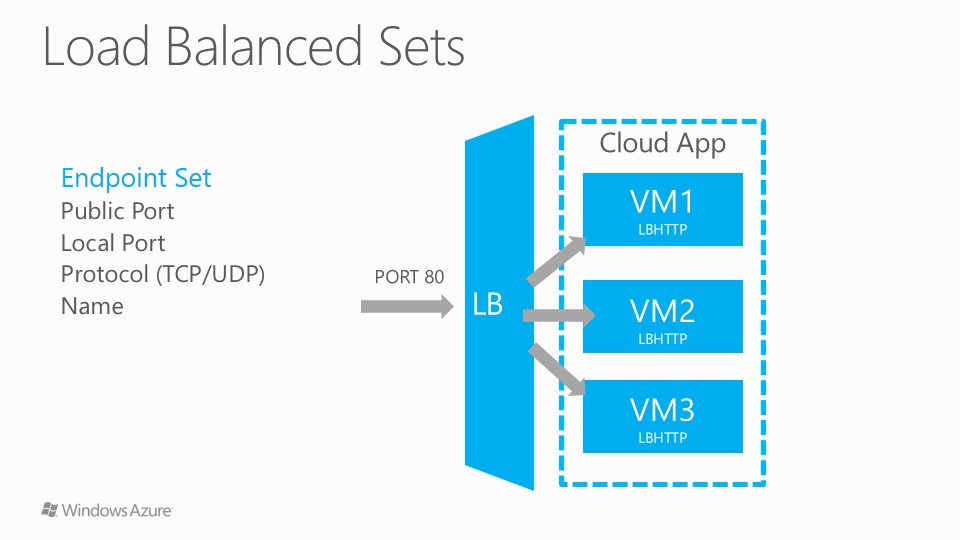 Load Balanced Sets
Endpoint Set
Public Port
Local Port
Protocol (TCP/UDP)
Name
PORT 80
LB
Cloud App
VM1
LBHTTP
VM2
LBHTTP
VM3
LBHTTP
Windows Azure